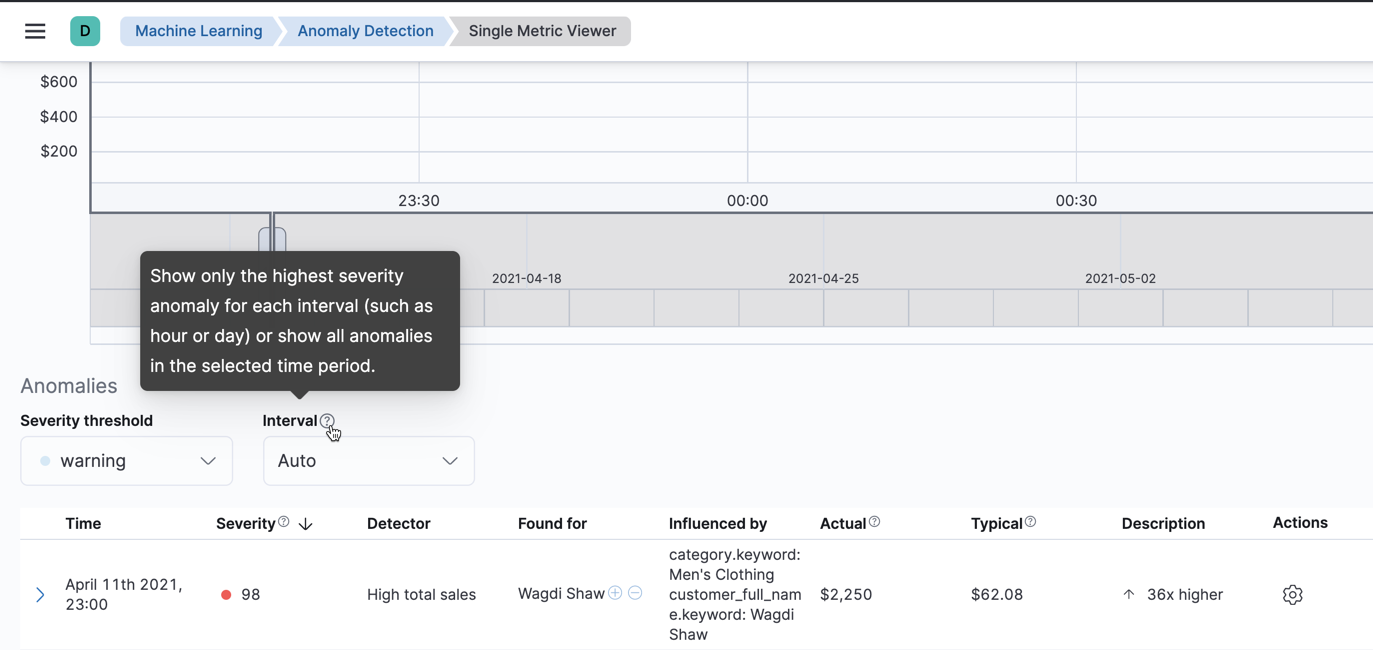 D
Machine Learning
Anomaly Detection
Single Metric Viewer
$600
$400
$200
23:30
00:00
00:30
2021-04-18
2021-04-25
2021-05-02
Show only the highest severity
anomaly for each interval (such as
hour or day) or show all anomalies
in the selected time period.
Anomalies
Severity threshold
Interval
warning
Auto
Time
Severity
Detector
Found for
Influenced by
Actual
Typical
Description
Actions
April 11th 2021,
23:00
98
High total sales
Wagdi Shaw
category.keyword:
Men's Clothing
customer_full_nam
e.keyword: Wagdi
Shaw
$2,250
$62.08
36x higher